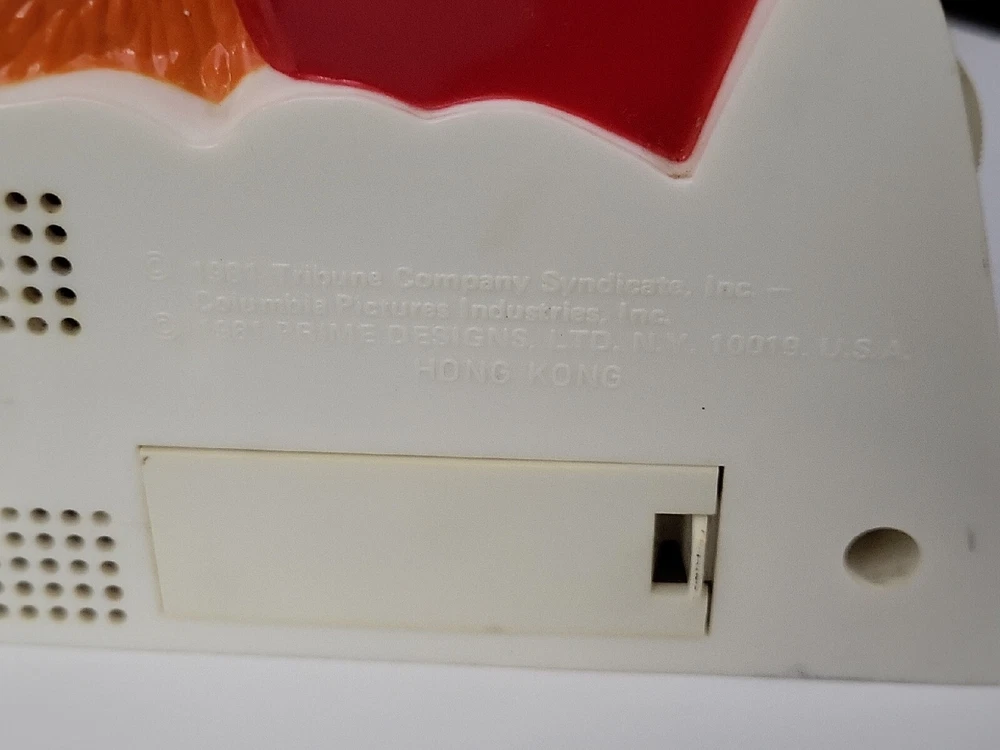 © 1981 Tribune Company Syndicate, Inc. —
Columbia Pictures Industries, Inc.
© 1981 PRIME DESIGNS, LTD. N.Y. 10019. U.S.A.
HONG KONG